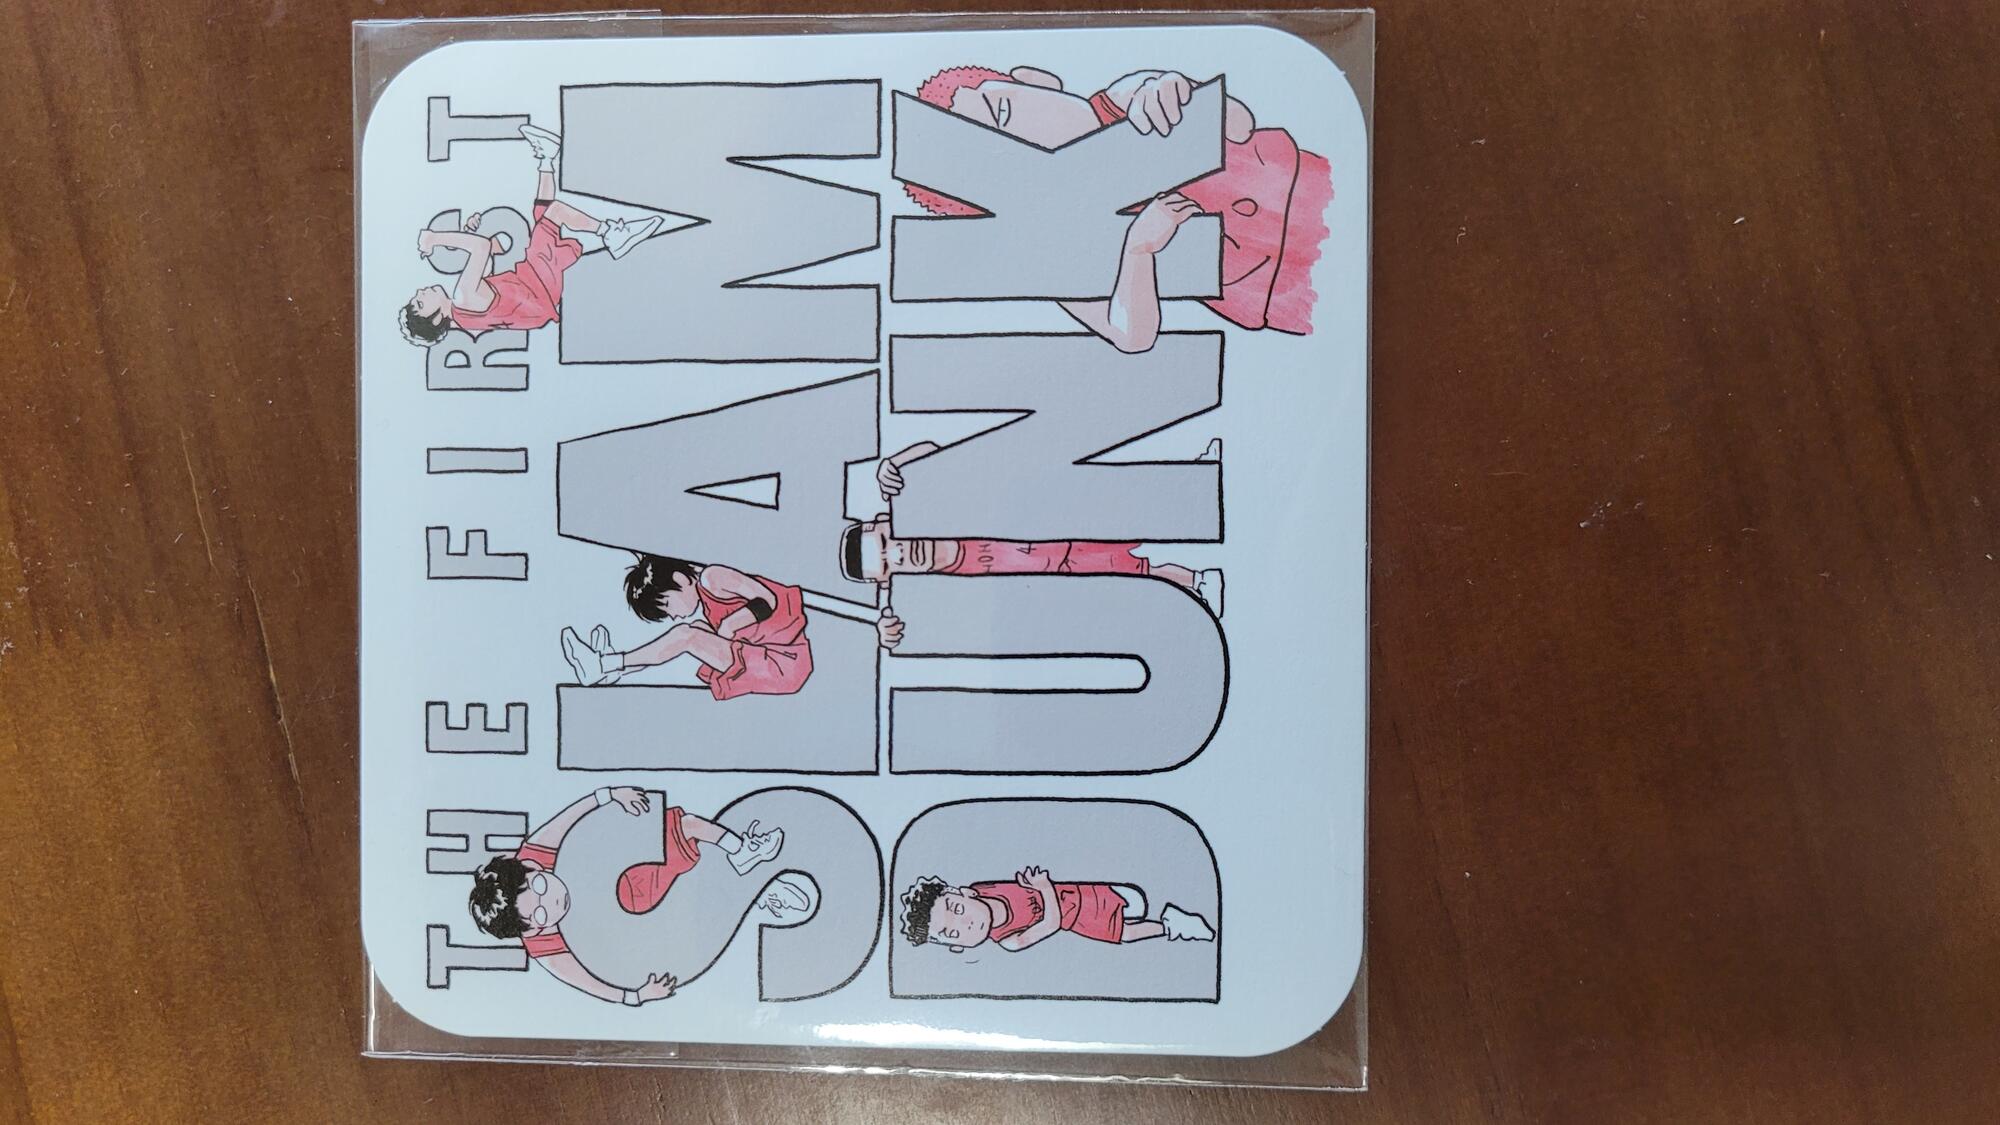 THE FIRST
SLAM
DUNK